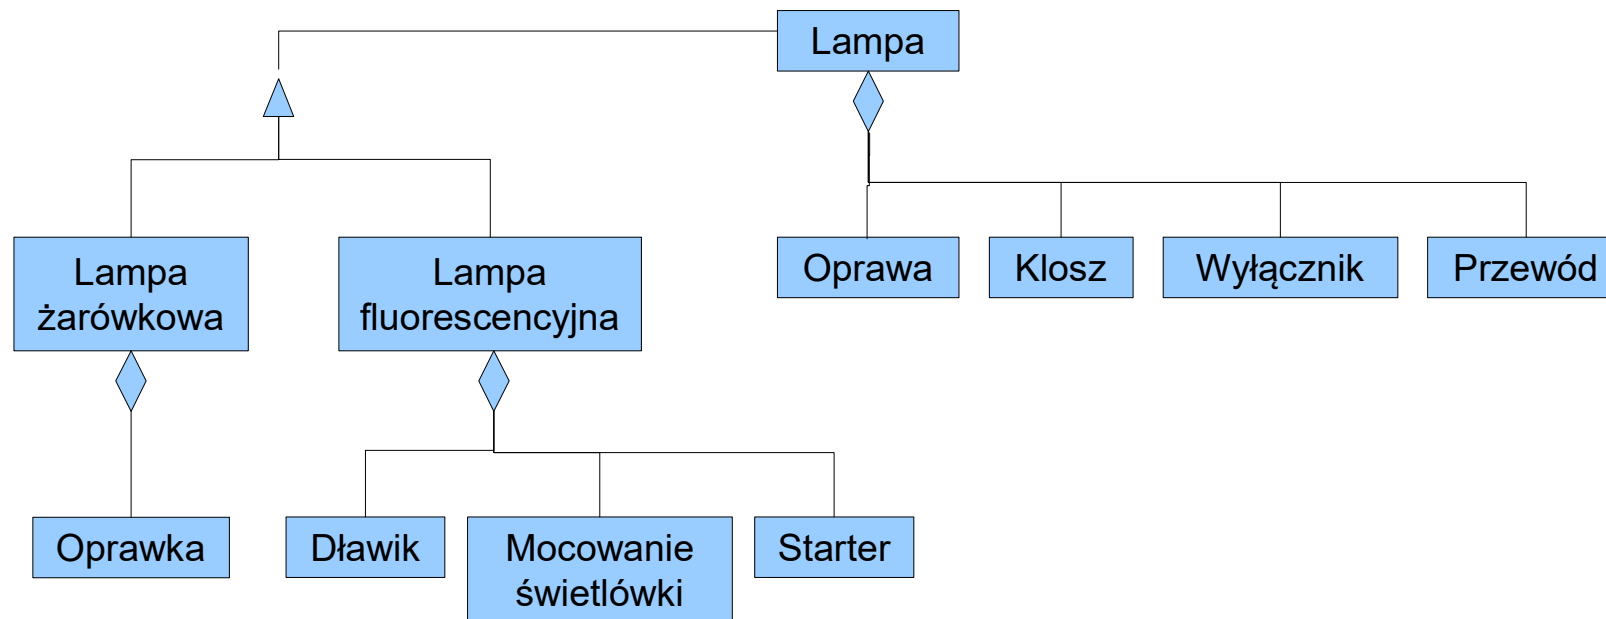 Lampa
Lampa
żarówkowa
Lampa
fluorescencyjna
Oprawa
Klosz
Wyłącznik
Przewód
Oprawka
Dławik
Mocowanie
świetlówki
Starter